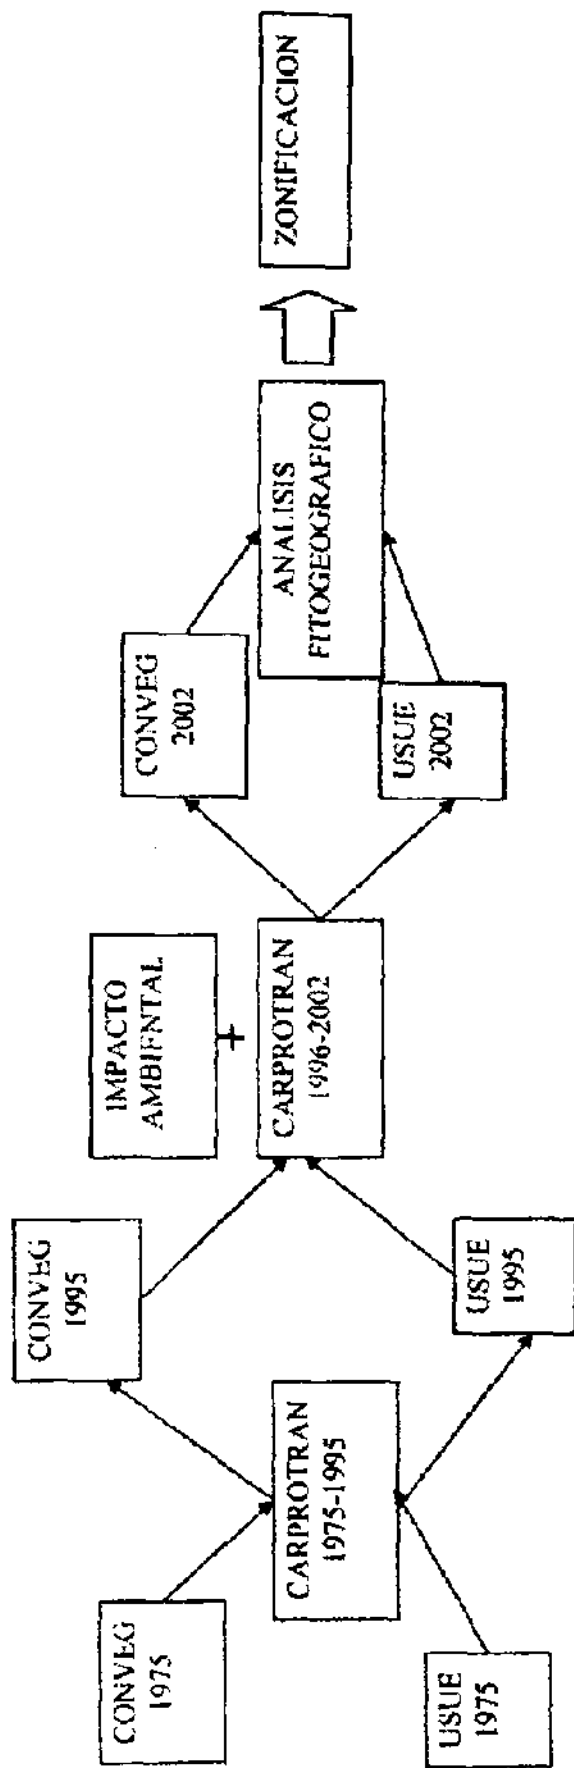 CONVEG
1975
USUE
1975
CARPROTRAN
1975-1995
CONVEG
1995
USUE
1995
IMPACTO
AMBIENTAL
+
CARPROTRAN
1996-2002
CONVEG
2002
USUE
2002
ANALISIS
FITOGEOGRAFICO
ZONIFICACION